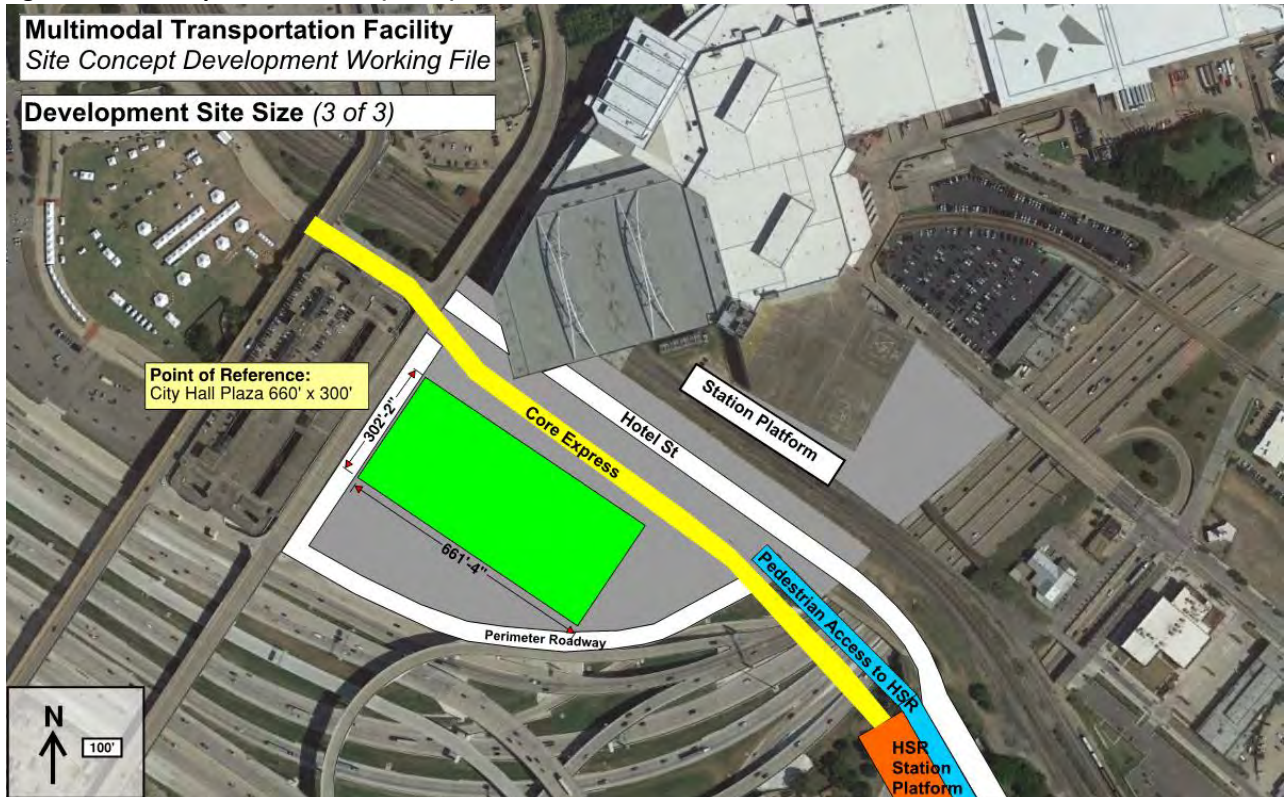 Multimodal Transportation Facility
Site Concept Development Working File
Development Site Size (3 of 3)
Point of Reference:
City Hall Plaza 660' x 300'
302'-2"
661'-4"
Core Express
Hotel St
Station Platform
Pedestrian Access to HSR
Perimeter Roadway
HSR
Station
Platform
N
100'